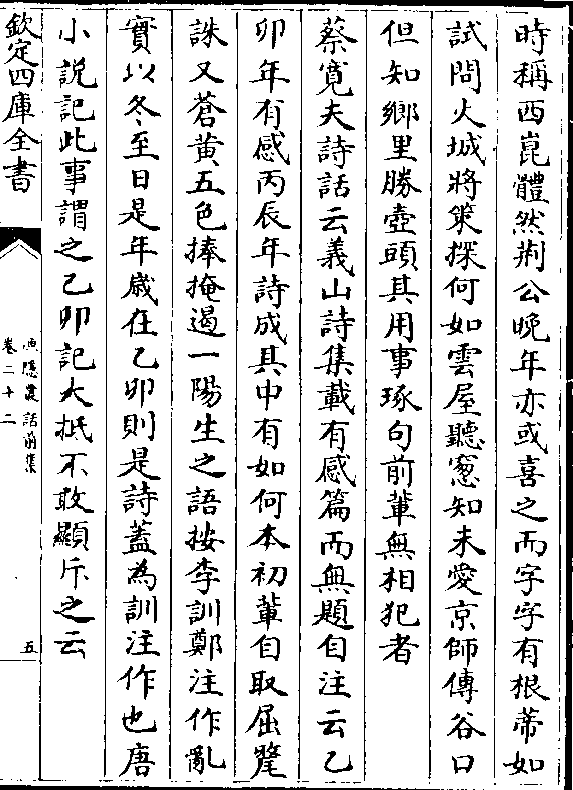 時稱西崑體然荆公晚年亦或喜之而字字有根蒂如
試問火城將策探何如雲屋聽窻知未愛京師傳谷口
但知鄉里勝壺頭其用事琢句前軰無相犯者
蔡寛夫詩話云義山詩集載有感篇而無題自注云乙
卯年有感丙辰年詩成其中有如何本初軰自取屈氂
誅又蒼黄五色捧掩遏一陽生之語按李訓鄭注作亂
實以冬至日是年歳在乙卯則是詩蓋為訓注作也唐
小說記此事謂之乙卯記大抵不敢顯斥之云
欽定四庫全書
漁隱叢話前集
卷二十二
五